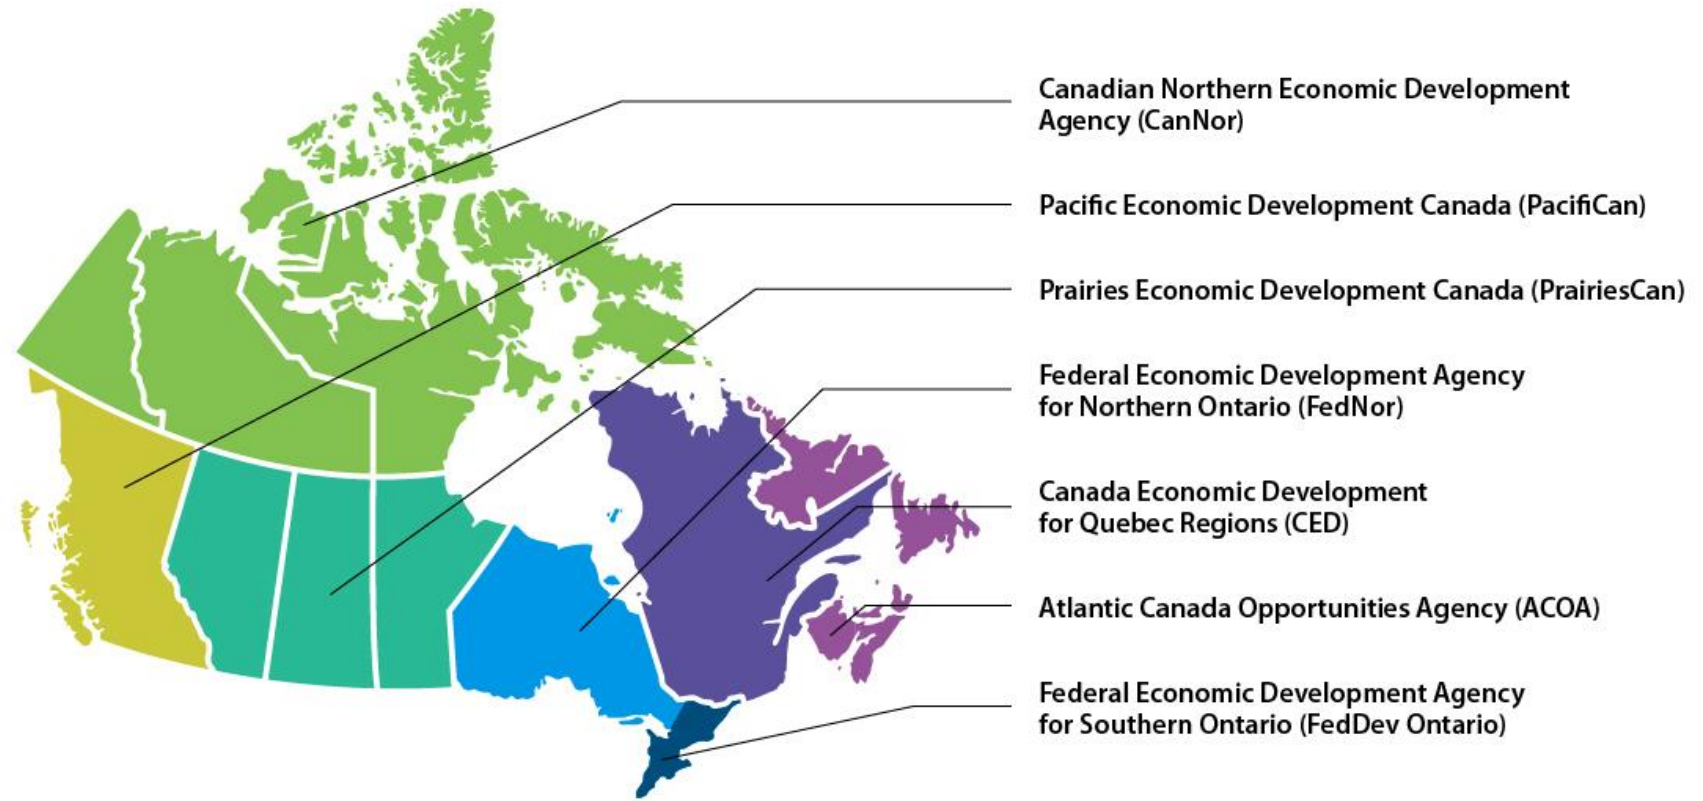 Canadian Northern Economic Development
Agency (CanNor)
Pacific Economic Development Canada (PacifiCan)
Prairies Economic Development Canada (PrairiesCan)
Federal Economic Development Agency
for Northern Ontario (FedNor)
Canada Economic Development
for Quebec Regions (CED)
Atlantic Canada Opportunities Agency (ACOA)
Federal Economic Development Agency
for Southern Ontario (FedDev Ontario)